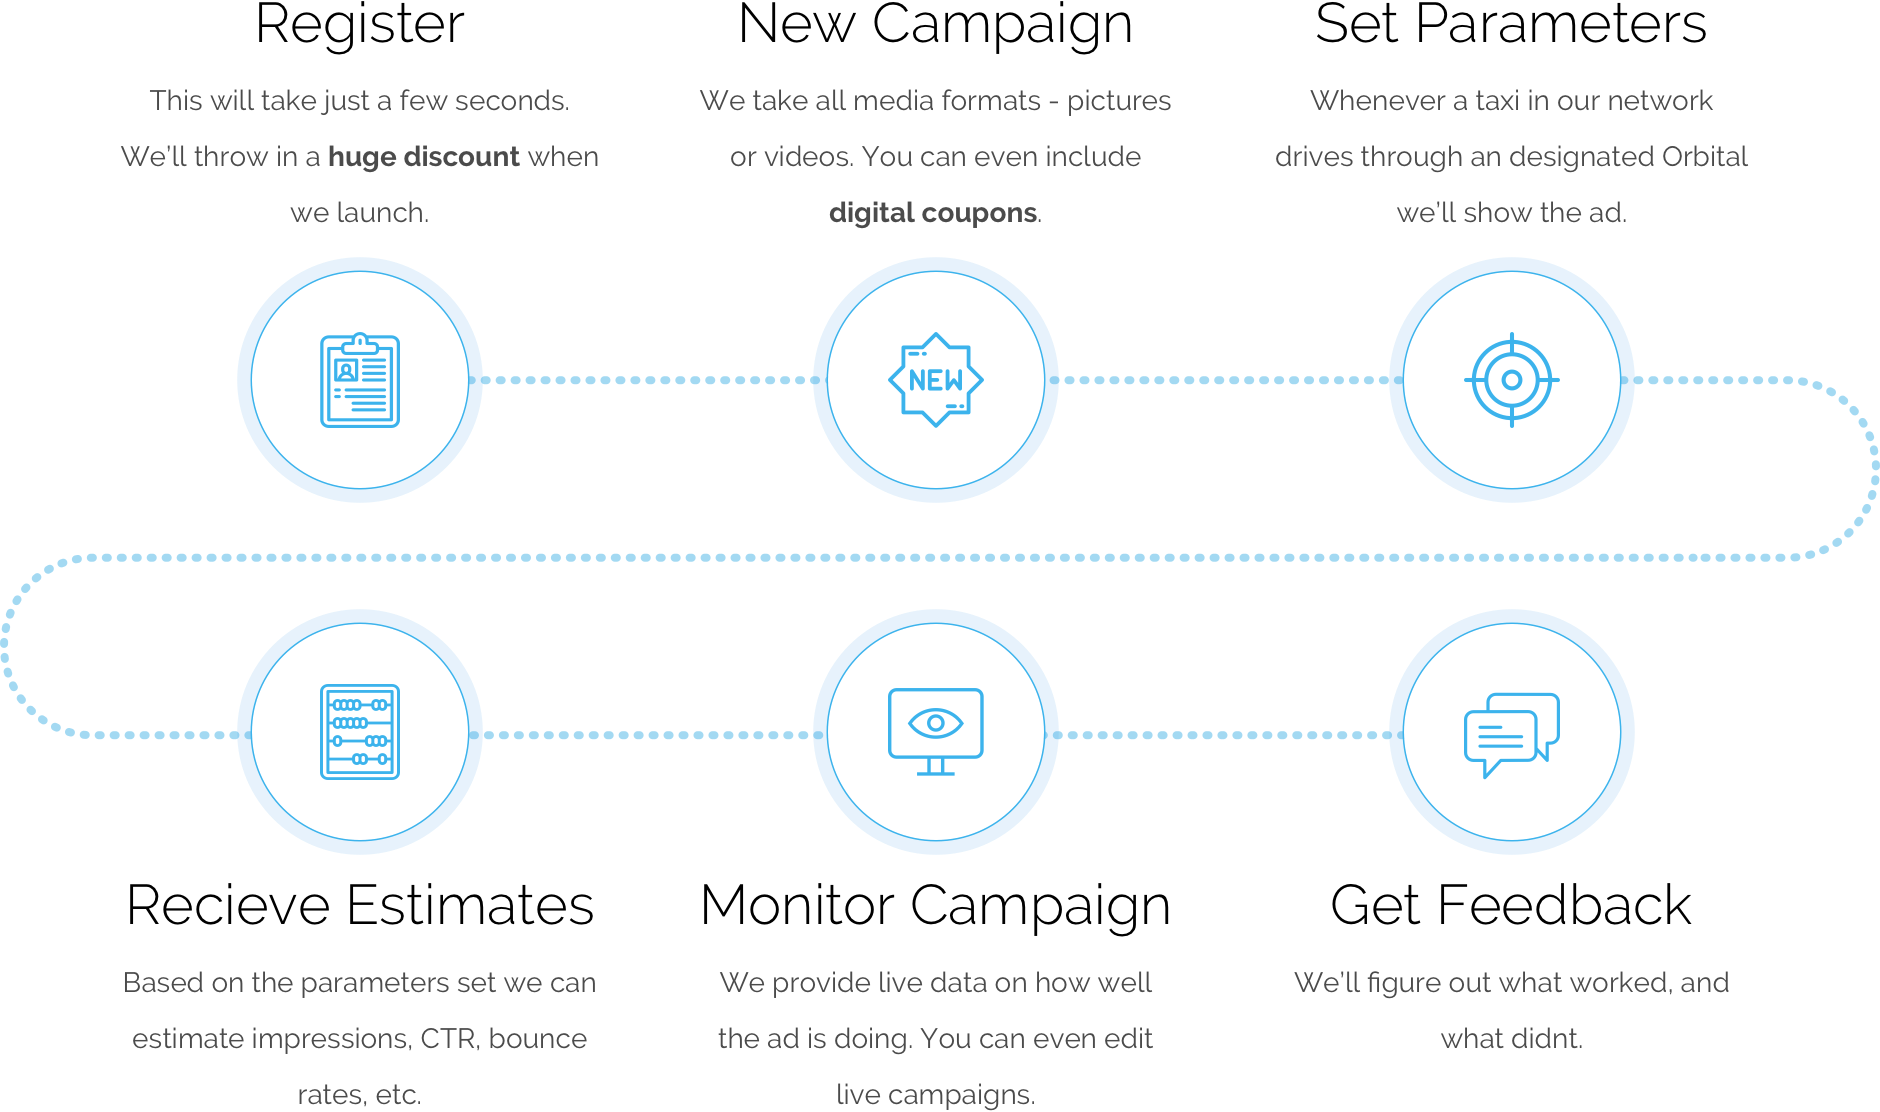 Register
This will take just a few seconds.
We'll throw in a huge discount when
we launch.
New Campaign
We take all media formats - pictures
or videos. You can even include
digital coupons.
Set Parameters
Whenever a taxi in our network
drives through an designated Orbital
we'll show the ad.
NEW
Recieve Estimates
Based on the parameters set we can
estimate impressions, CTR, bounce
rates, etc.
Monitor Campaign
We provide live data on how well
the ad is doing. You can even edit
live campaigns.
Get Feedback
We'll figure out what worked, and
what didnt.